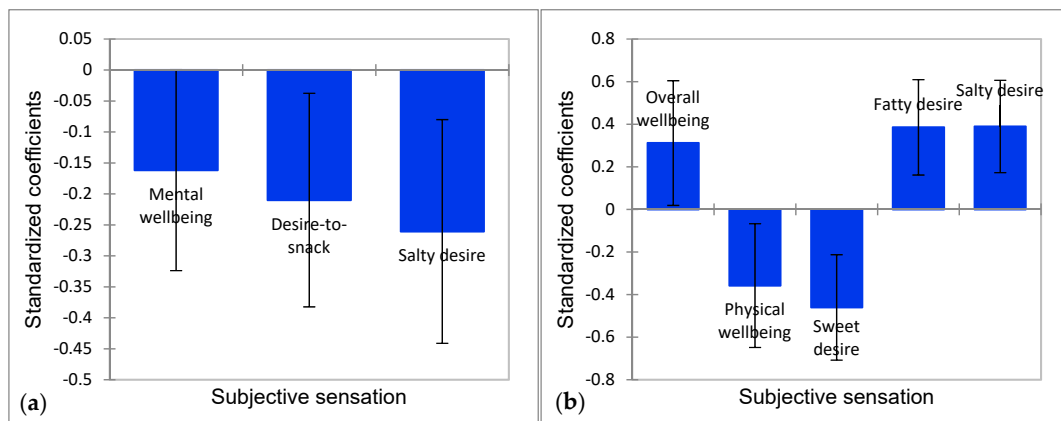 0.05
0
-0.05
-0.1
-0.15
-0.2
-0.25
-0.3
-0.35
-0.4
-0.45
-0.5
Standardized coefficients
Mental
wellbeing
Desire-to-
snack
Salty desire
Subjective sensation
(a)
0.8
0.6
0.4
0.2
0
-0.2
-0.4
-0.6
-0.8
Standardized coefficients
Overall
wellbeing
Physical
wellbeing
Sweet
desire
Fatty desire
Salty desire
Subjective sensation
(b)